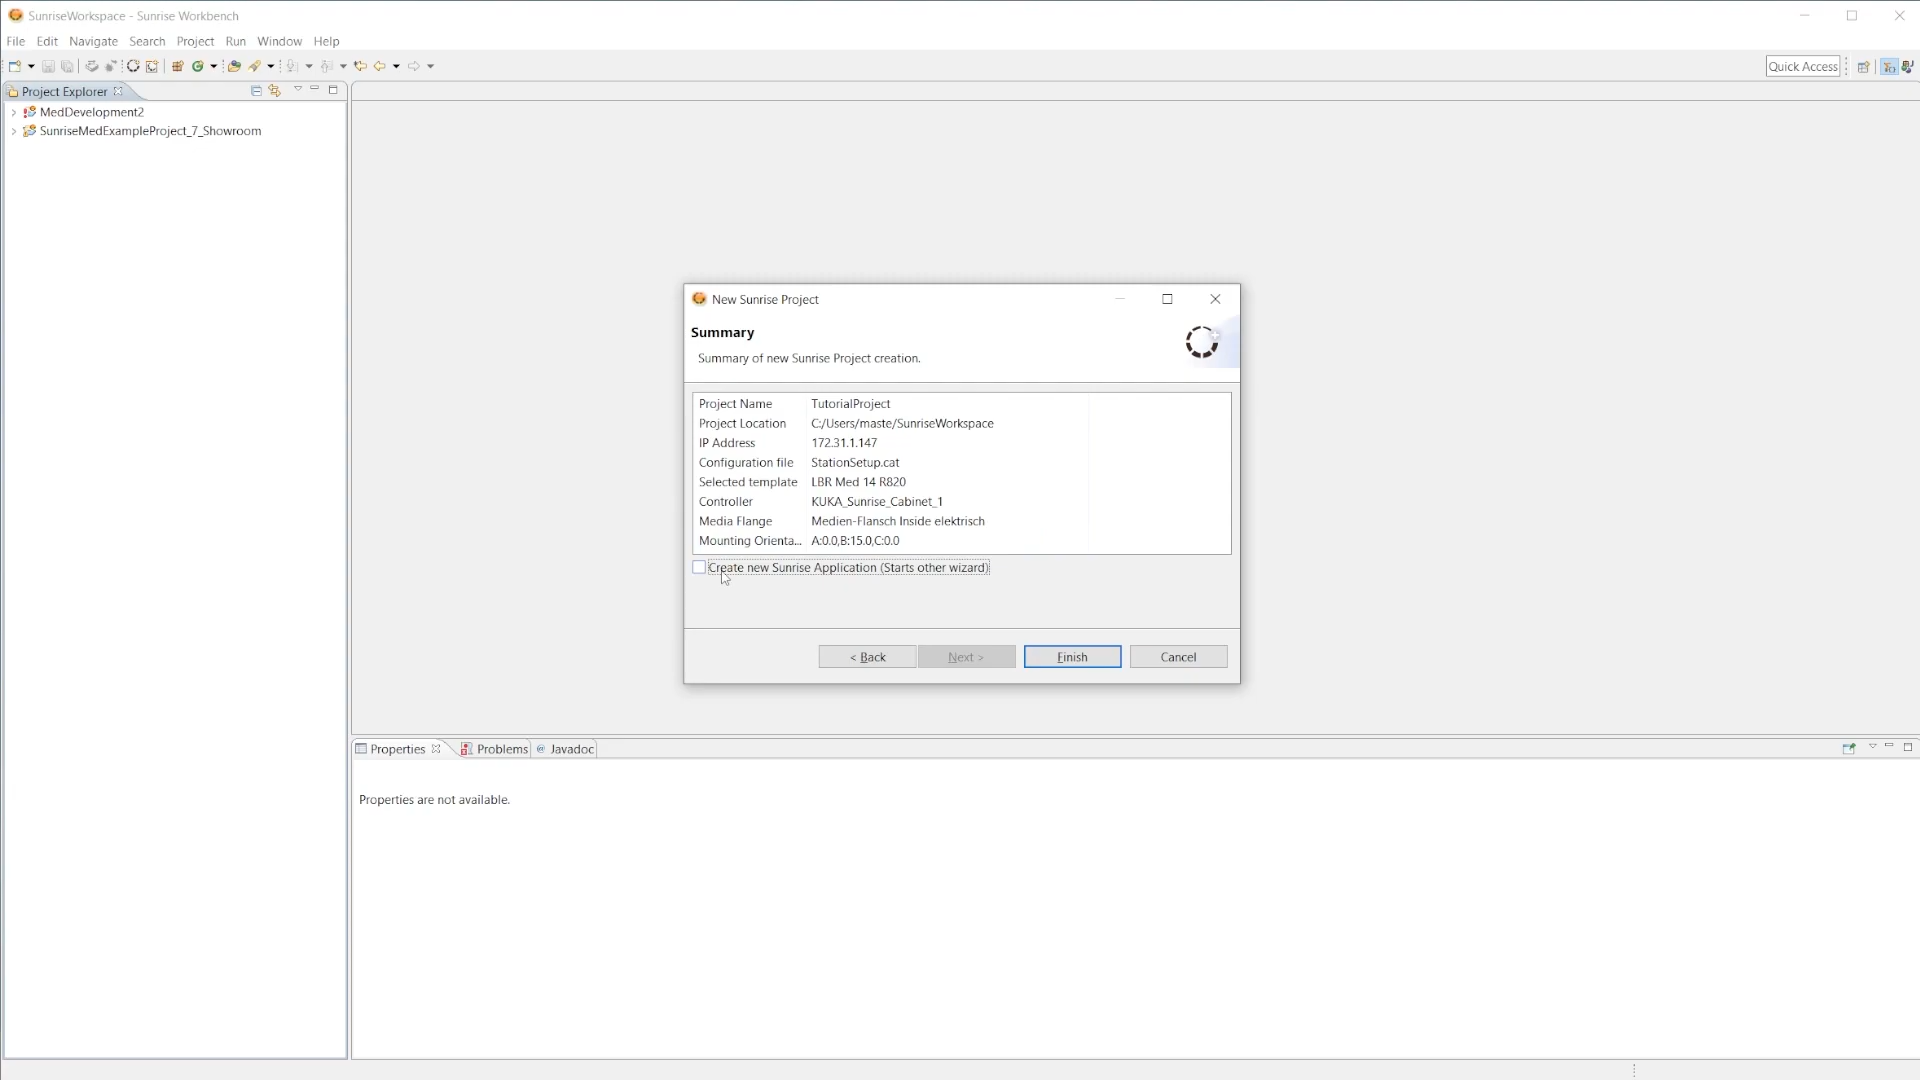 SunriseWorkspace - Sunrise Workbench
File Edit Navigate Search Project Run Window Help
Quick Access
Project Explorer
MedDevelopment2
SunriseMedExampleProject_7_Showroom
New Sunrise Project
Summary
Summary of new Sunrise Project creation.
Project Name TutorialProject
Project Location C:/Users/maste/SunriseWorkspace
IP Address 172.31.1.147
Configuration file StationSetup.cat
Selected template LBR Med 14 R820
Controller KUKA_Sunrise_Cabinet_1
Media Flange Medien-Flansch Inside elektrisch
Mounting Orienta... A:0.0,B:15.0,C:0.0
Create new Sunrise Application (Starts other wizard)
< Back Next > Finish Cancel
Properties Problems @ Javadoc
Properties are not available.